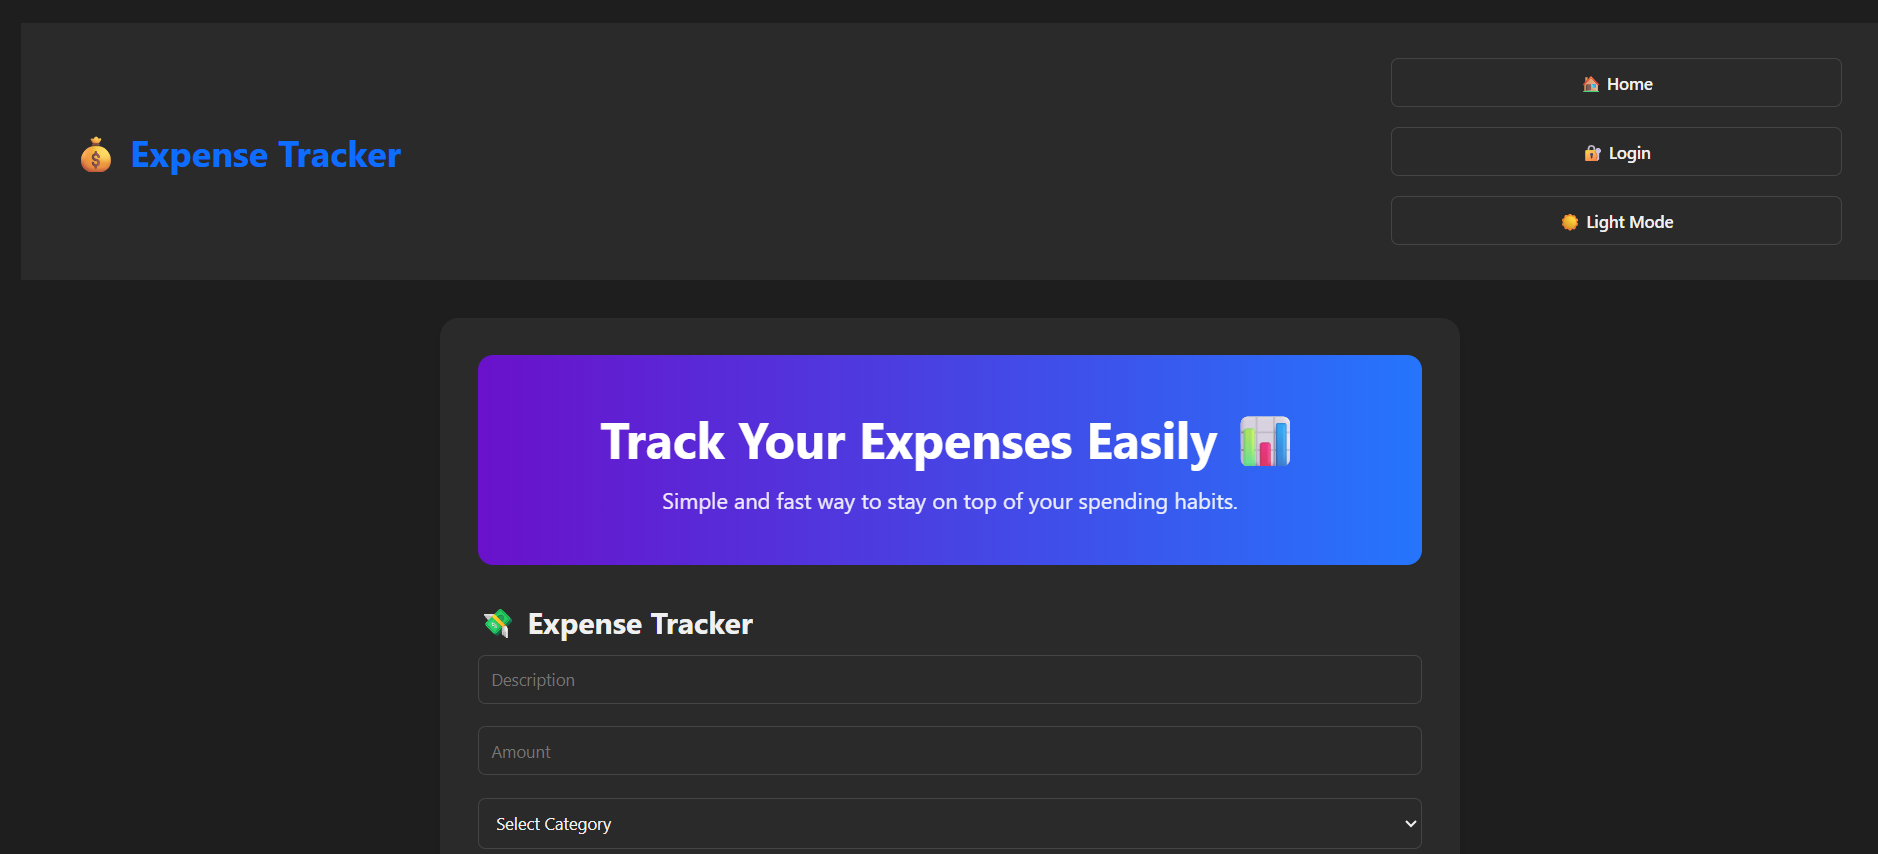 💰 Expense Tracker
🏠 Home
🔐 Login
🌞 Light Mode
Track Your Expenses Easily 📊
Simple and fast way to stay on top of your spending habits.
💸 Expense Tracker
Description
Amount
Select Category